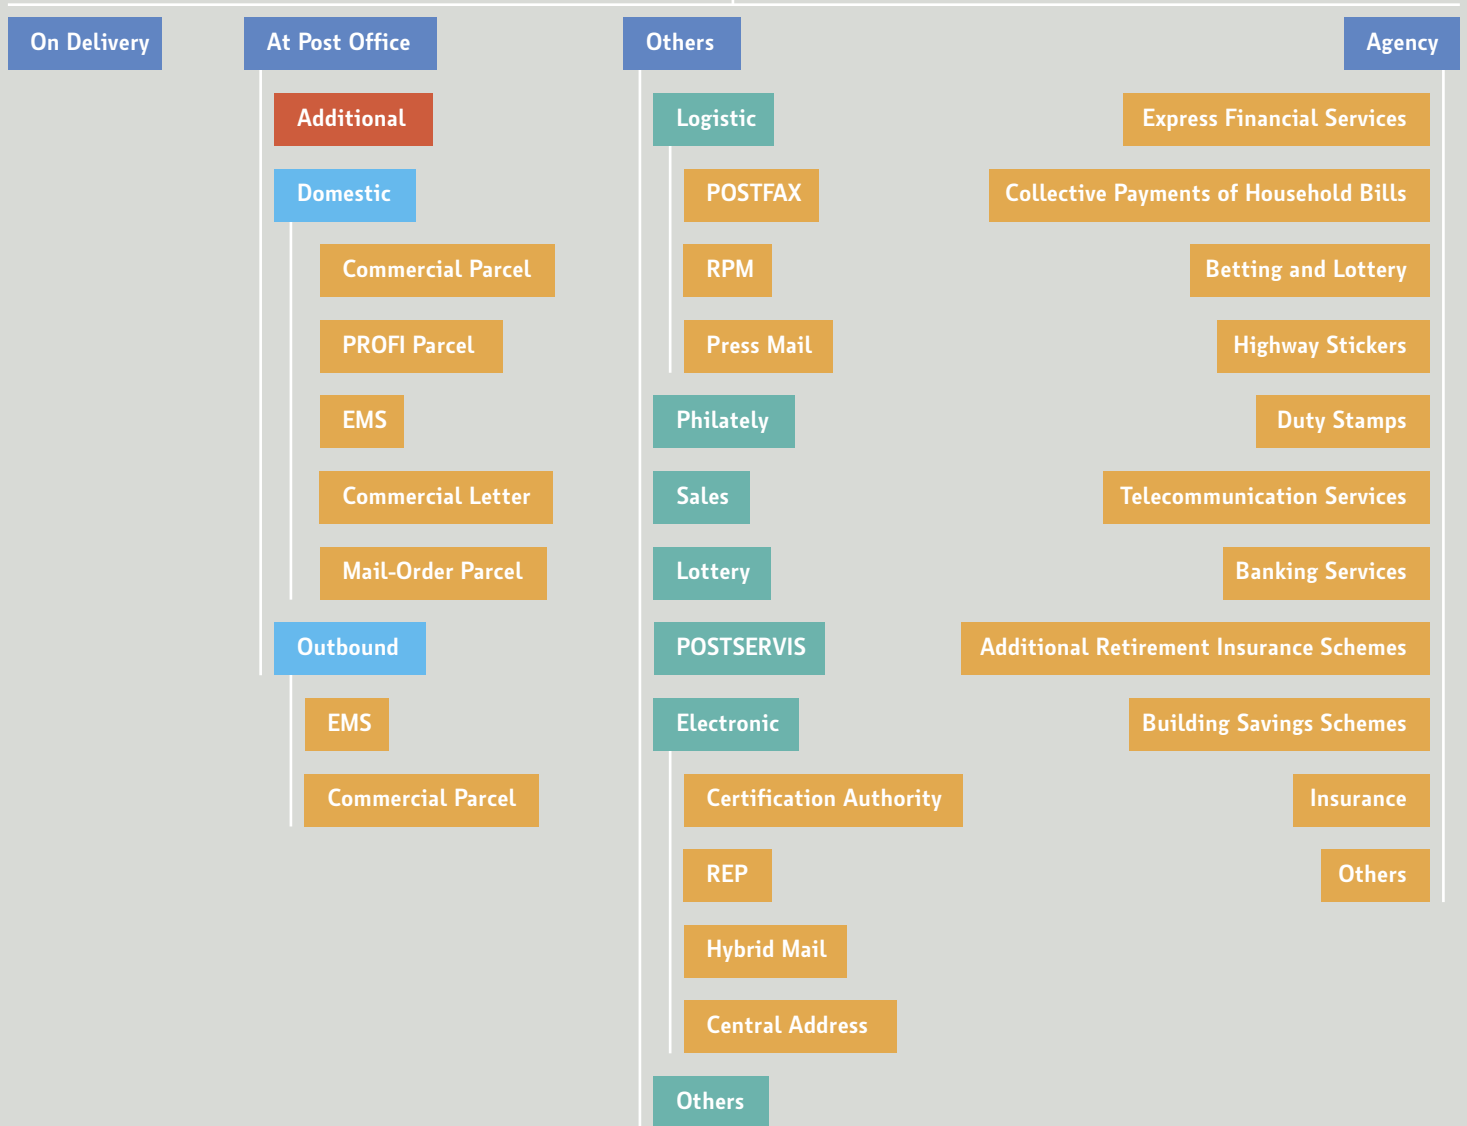 On Delivery
At Post Office
Additional
Domestic
Commercial Parcel
PROFI Parcel
EMS
Commercial Letter
Mail-Order Parcel
Outbound
EMS
Commercial Parcel
Others
Logistic
POSTFAX
RPM
Press Mail
Philately
Sales
Lottery
POSTSERVIS
Electronic
Certification Authority
REP
Hybrid Mail
Central Address
Others
Agency
Express Financial Services
Collective Payments of Household Bills
Betting and Lottery
Highway Stickers
Duty Stamps
Telecommunication Services
Banking Services
Additional Retirement Insurance Schemes
Building Savings Schemes
Insurance
Others